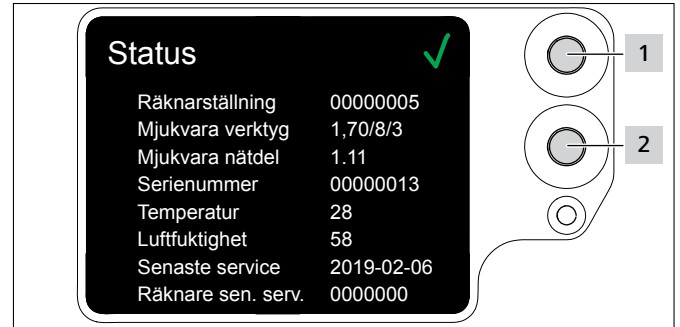 Status
Räknarställning 00000005
Mjukvara verktyg 1,70/8/3
Mjukvara nätdel 1.11
Serienummer 00000013
Temperatur 28
Luftfuktighet 58
Senaste service 2019-02-06
Räknare sen. serv. 0000000
1
2